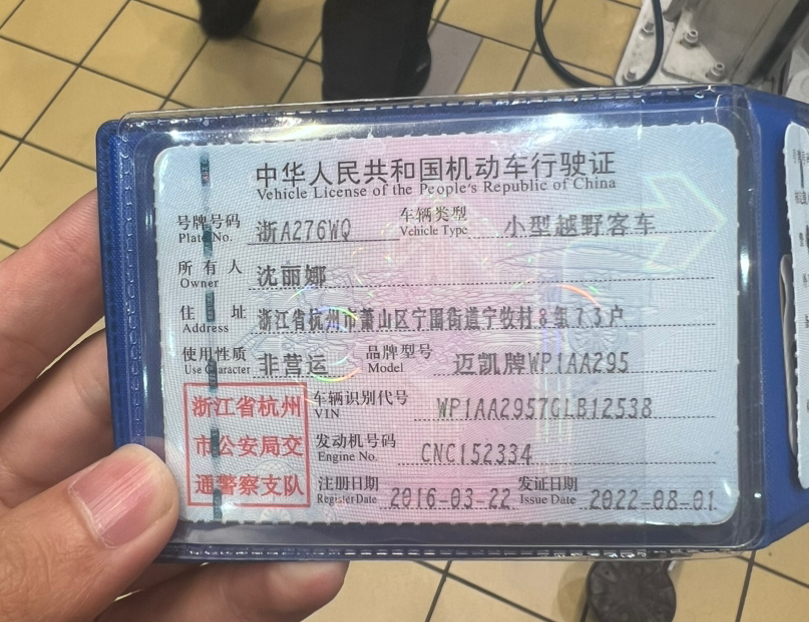 中华人民共和国机动车行驶证
Vehicle License of the People's Republic of China
号牌号码 Plate No. 浙A276WQ 车辆类型 Vehicle Type 小型越野客车
所有人 Owner 沈丽娜
住址 Address 浙江省杭州市萧山区宁围街道宁牧村8组73户
使用性质 Use Character 非营运 品牌型号 Model 迈凯牌WP1AA295
浙江省杭州
市公安局交
通警察支队
车辆识别代号 VIN WP1AA2957GLB12538
发动机号码 Engine No. CNC152334
注册日期 Register Date 2016-03-22 发证日期 Issue Date 2022-08-01